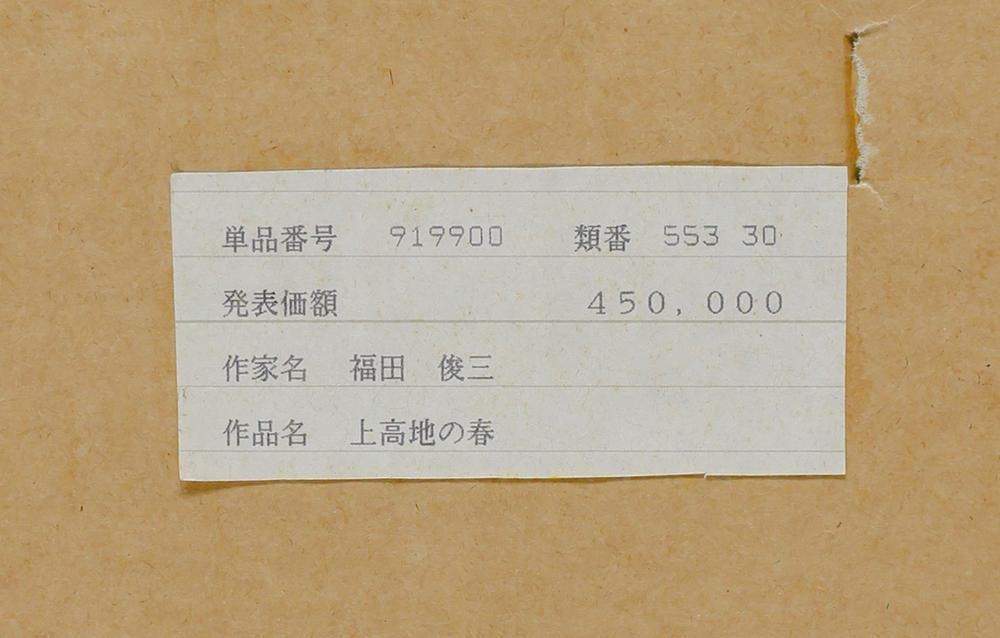 単品番号 919900 類番 553 30
発表価額 450,000
作家名 福田 俊三
作品名 上高地の春